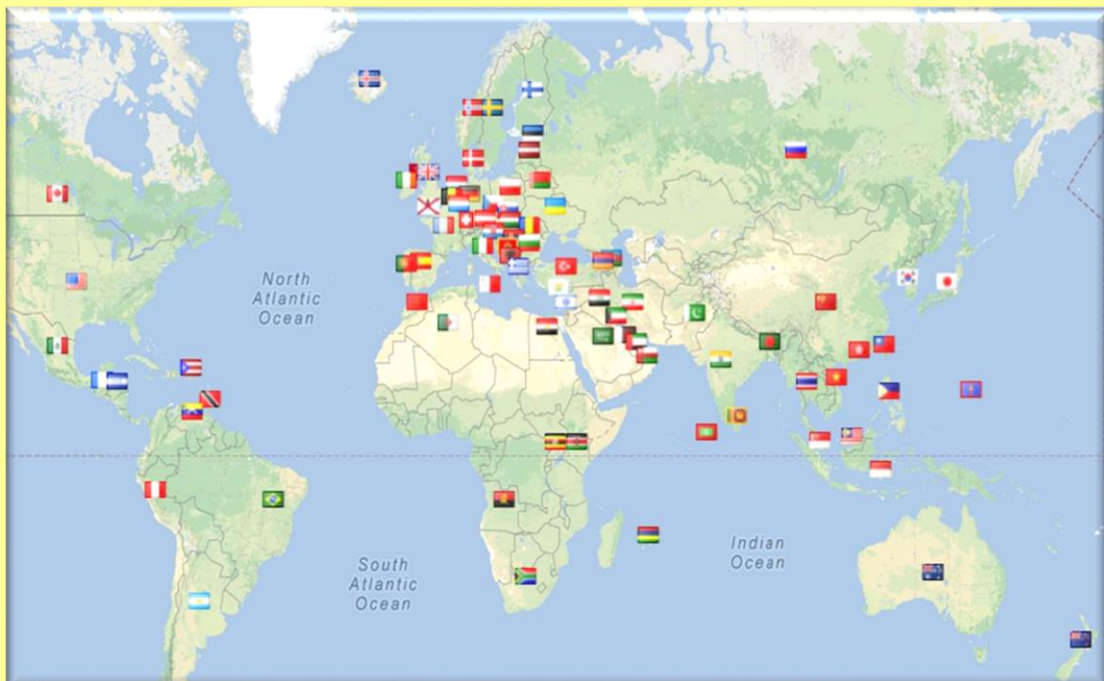 North
Atlantic
Ocean
South
Atlantic
Ocean
Indian
Ocean